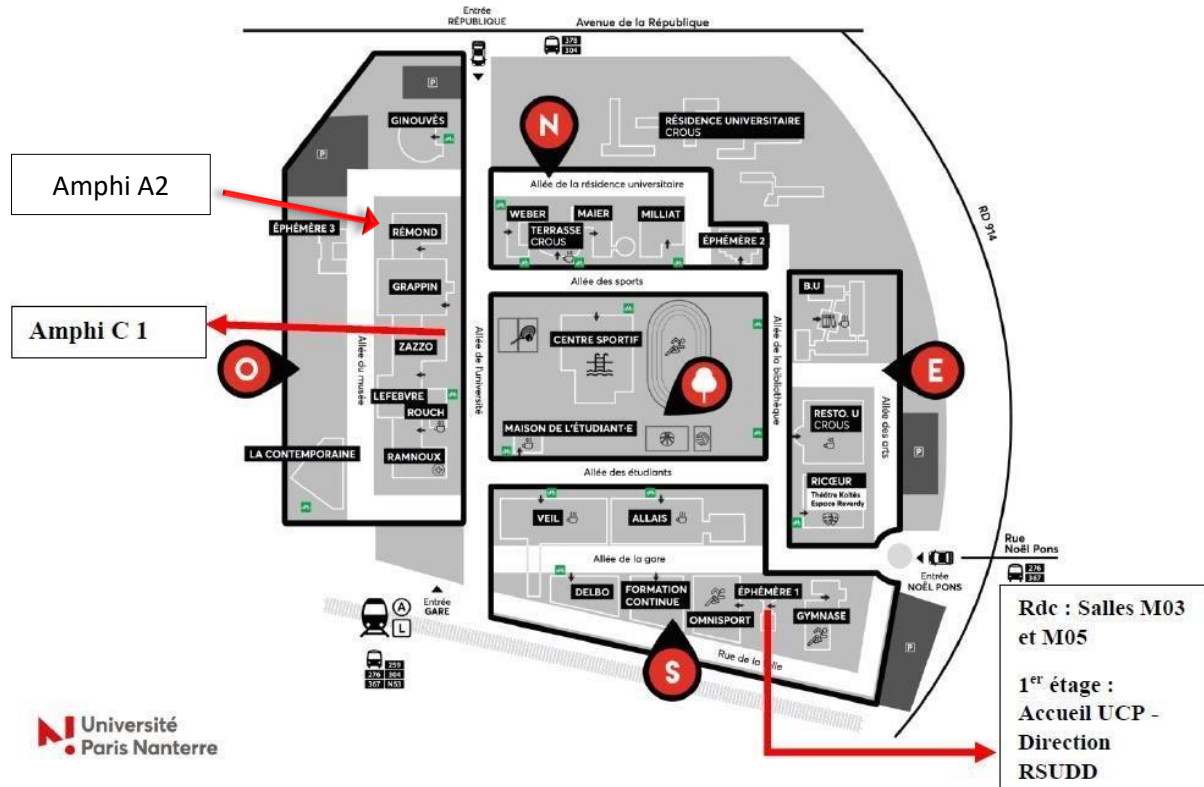 Entrée
RÉPUBLIQUE
Avenue de la République
378
304
P
GINOUVÈS
N
RÉSIDENCE UNIVERSITAIRE
CROUS
P
Amphi A2
Allée de la résidence universitaire
RD 914
WEBER
MAIER
MILLIAT
TERRASSE
CROUS
ÉPHÉMÈRE 3
RÉMOND
ÉPHÉMÈRE 2
Allée des sports
GRAPPIN
B.U
Amphi C 1
CENTRE SPORTIF
ZAZZO
Allée du musée
Allée de l'université
Allée de la bibliothèque
O
E
LEFEBVRE
ROUCH
Allée des arts
RESTO. U
CROUS
MAISON DE L'ÉTUDIANT·E
LA CONTEMPORAINE
RAMNOUX
P
Allée des étudiants
RICŒUR
Théâtre Koltès
Espace Reverdy
VEIL
ALLAIS
Rue
Noël Pons
Allée de la gare
Entrée
NOËL PONS
276
367
DELBO
FORMATION
CONTINUE
ÉPHÉMÈRE 1
OMNISPORT
GYMNASE
Entrée
GARE
A
L
P
259
276 304
367 N53
S
Rue de la Folie
Rdc : Salles M03
et M05
1er étage :
Accueil UCP -
Direction
RSUDD
Université
Paris Nanterre